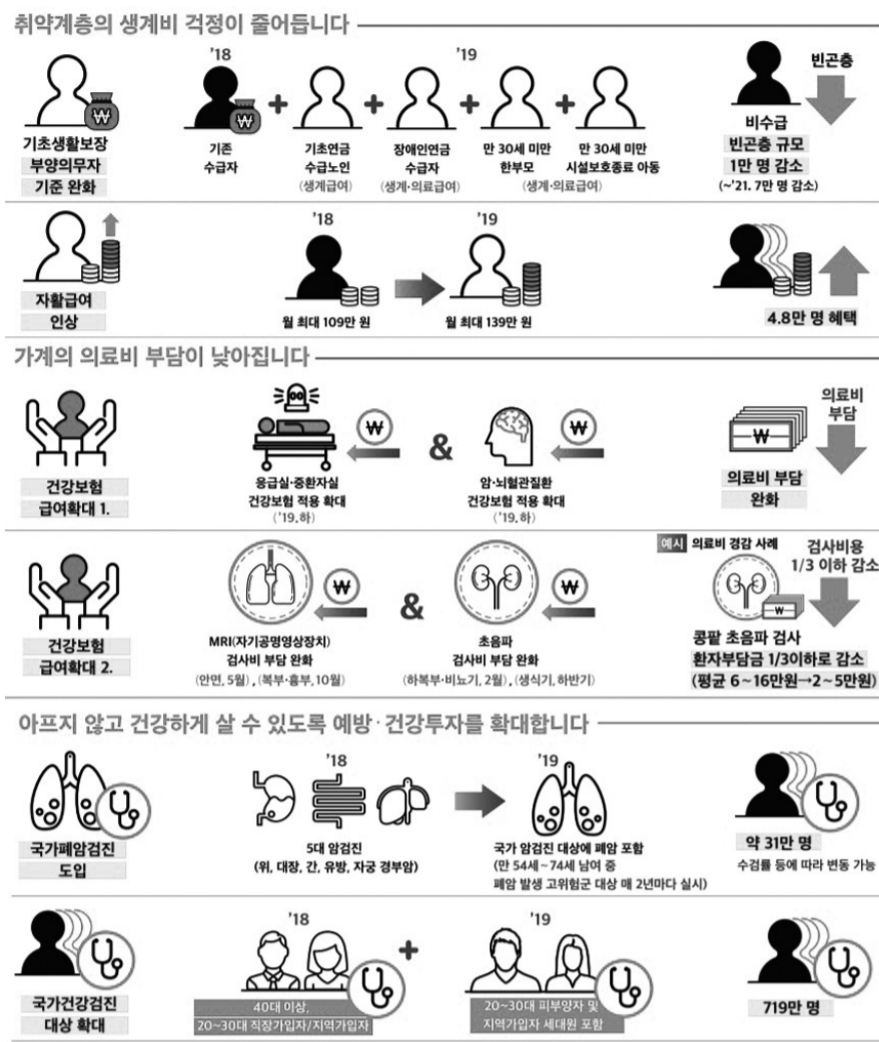 취약계층의 생계비 걱정이 줄어듭니다
기초생활보장
부양의무자
기준 완화
'18
'19
기존
수급자
기초연금
수급노인
(생계급여)
장애인연금
수급자
(생계·의료급여)
만 30세 미만
한부모
만 30세 미만
시설보호종료 아동
(생계·의료급여)
빈곤층
비수급
빈곤층 규모
1만 명 감소
(~'21. 7만 명 감소)
자활급여
인상
'18
월 최대 109만 원
'19
월 최대 139만 원
4.8만 명 혜택
가계의 의료비 부담이 낮아집니다
건강보험
급여확대 1.
₩
응급실·중환자실
건강보험 적용 확대
('19.하)
&
₩
암·뇌혈관질환
건강보험 적용 확대
('19.하)
의료비
부담
₩
의료비 부담
완화
건강보험
급여확대 2.
₩
MRI(자기공명영상장치)
검사비 부담 완화
(안면, 5월), (복부·흉부, 10월)
&
₩
초음파
검사비 부담 완화
(하복부·비뇨기, 2월), (생식기, 하반기)
예시 의료비 경감 사례
검사비용
1/3 이하 감소
콩팥 초음파 검사
환자부담금 1/3이하로 감소
(평균 6~16만원→2~5만원)
아프지 않고 건강하게 살 수 있도록 예방·건강투자를 확대합니다
국가폐암검진
도입
'18
5대 암검진
(위, 대장, 간, 유방, 자궁 경부암)
'19
국가 암검진 대상에 폐암 포함
(만 54세~74세 남여 중
폐암 발생 고위험군 대상 매 2년마다 실시)
약 31만 명
수검률 등에 따라 변동 가능
국가건강검진
대상 확대
'18
40대 이상,
20~30대 직장가입자/지역가입자
'19
20~30대 피부양자 및
지역가입자 세대원 포함
719만 명